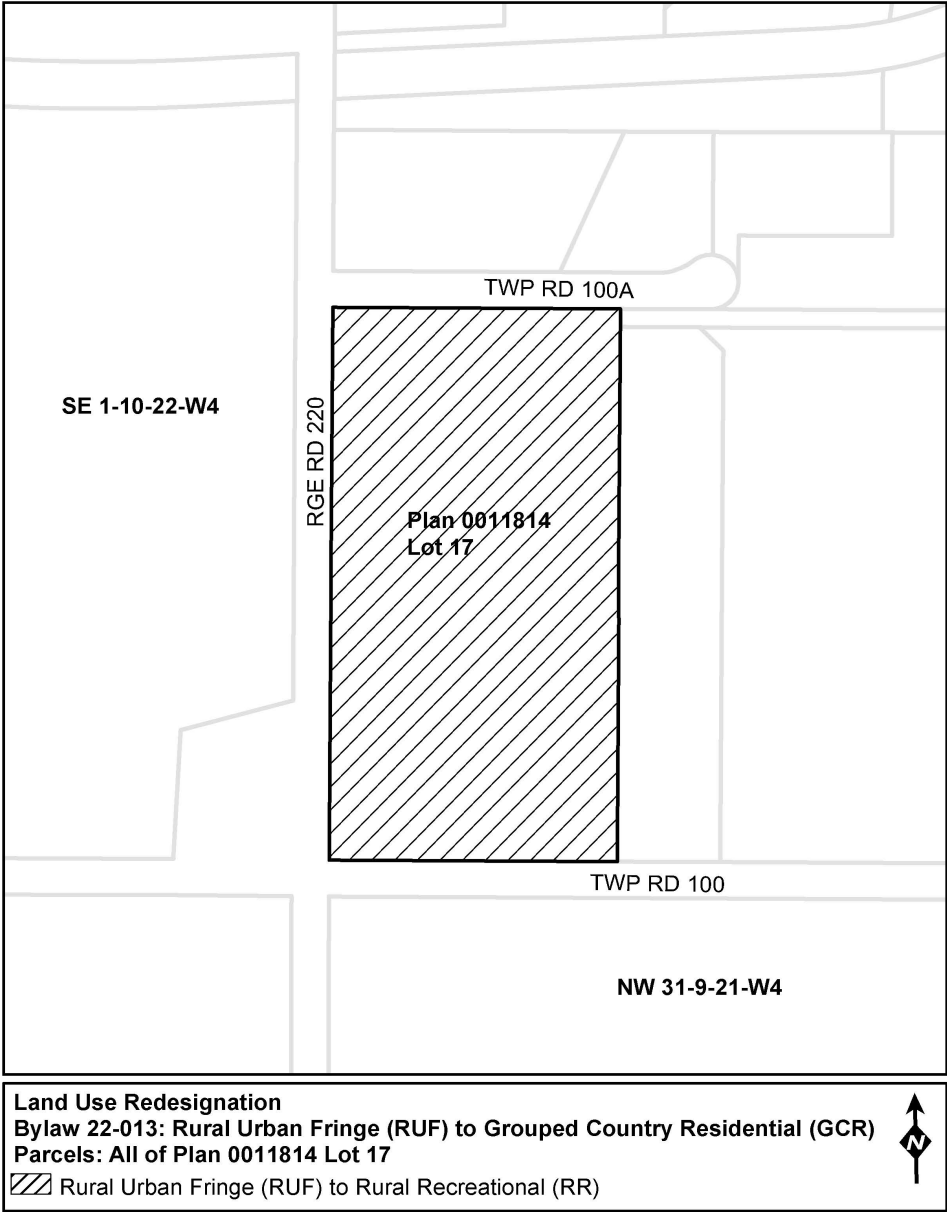 TWP RD 100A
SE 1-10-22-W4
RGE RD 220
Plan 0011814
Lot 17
TWP RD 100
NW 31-9-21-W4
Land Use Redesignation
Bylaw 22-013: Rural Urban Fringe (RUF) to Grouped Country Residential (GCR)
Parcels: All of Plan 0011814 Lot 17
Rural Urban Fringe (RUF) to Rural Recreational (RR)
N